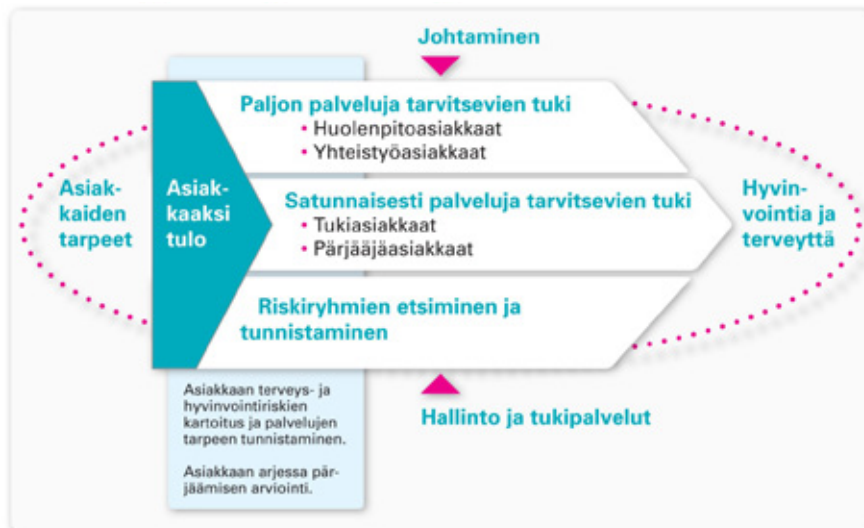 Johtaminen
Paljon palveluja tarvitsevien tuki
• Huolenpitoasiakkaat
• Yhteistyöasiakkaat
Asiak-
kaiden
tarpeet
Asiak-
kaaksi
tulo
Satunnaisesti palveluja tarvitsevien tuki
• Tukiasiakkaat
• Pärjääjäasiakkaat
Hyvin-
vointia ja
terveyttä
Riskiryhmien etsiminen ja
tunnistaminen
Asiakkaan terveys- ja
hyvinvointiriskien
kartoitus ja palvelujen
tarpeen tunnistaminen.
Asiakkaan arjessa pär-
jäämisen arviointi.
Hallinto ja tukipalvelut